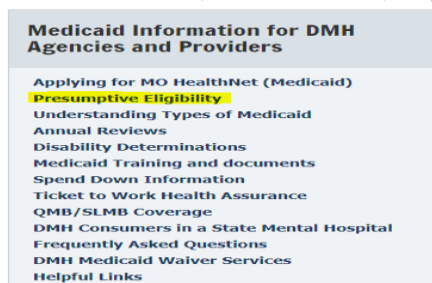 Medicaid Information for DMH
Agencies and Providers
Applying for MO HealthNet (Medicaid)
Presumptive Eligibility
Understanding Types of Medicaid
Annual Reviews
Disability Determinations
Medicaid Training and documents
Spend Down Information
Ticket to Work Health Assurance
QMB/SLMB Coverage
DMH Consumers in a State Mental Hospital
Frequently Asked Questions
DMH Medicaid Waiver Services
Helpful Links